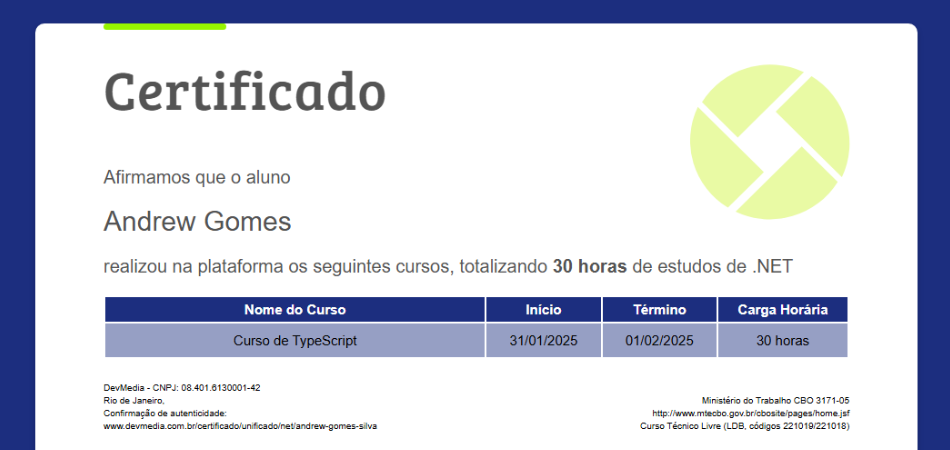 Certificado
Afirmamos que o aluno
Andrew Gomes
realizou na plataforma os seguintes cursos, totalizando 30 horas de estudos de .NET
Nome do Curso Início Término Carga Horária
Curso de TypeScript 31/01/2025 01/02/2025 30 horas
DevMedia - CNPJ: 08.401.6130001-42
Rio de Janeiro,
Confirmação de autenticidade:
www.devmedia.com.br/certificado/unificado/net/andrew-gomes-silva
Ministério do Trabalho CBO 3171-05
http://www.mtecbo.gov.br/cbosite/pages/home.jsf
Curso Técnico Livre (LDB, códigos 221019/221018)